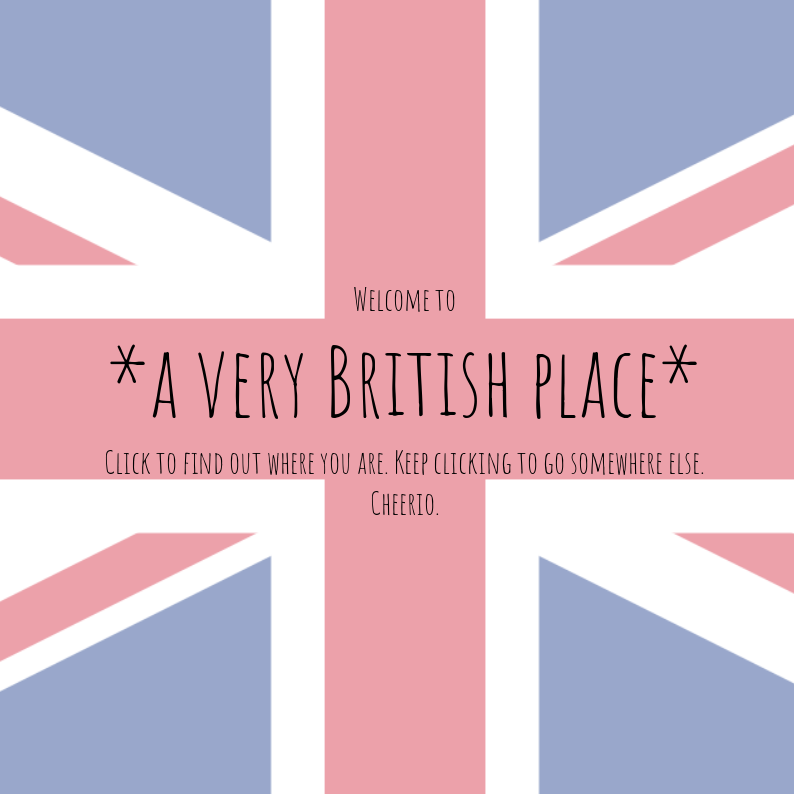 Welcome to
*a very British place*
Click to find out where you are. Keep clicking to go somewhere else.
Cheerio.